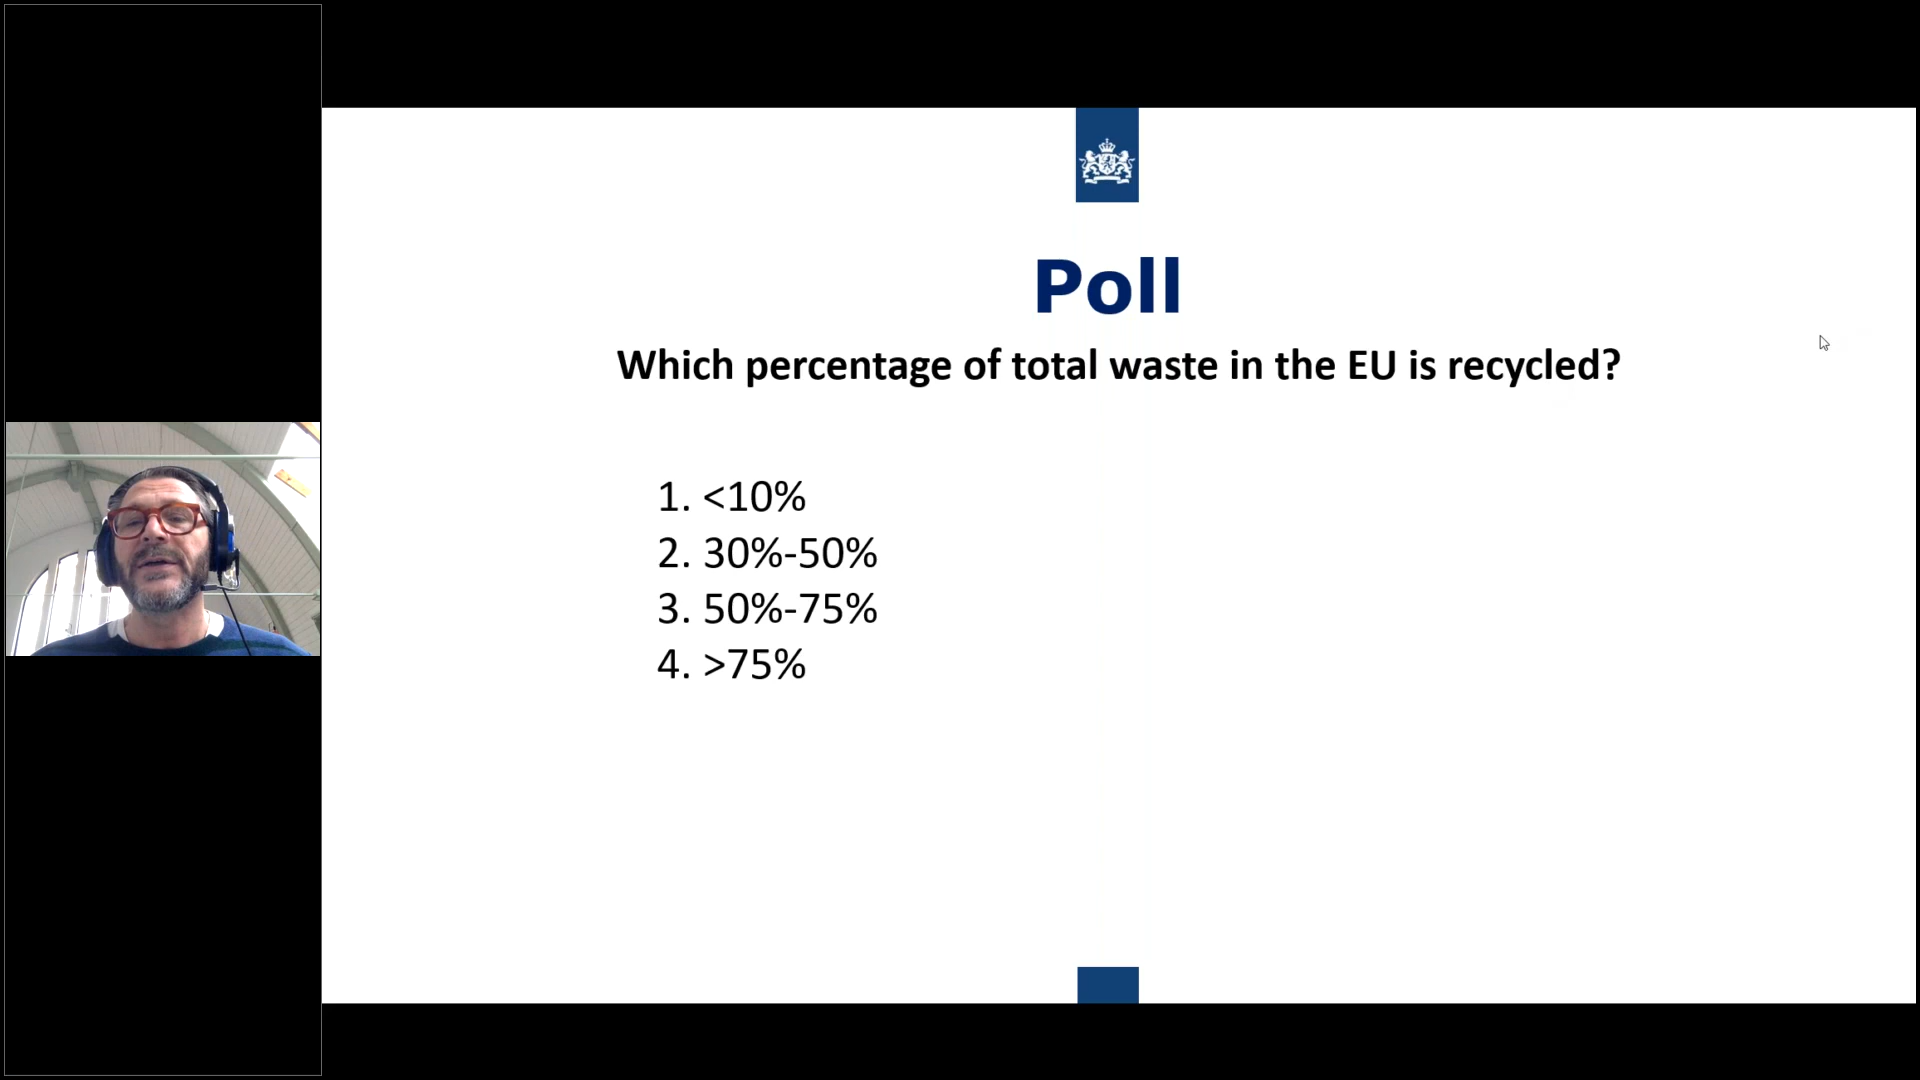 Poll
Which percentage of total waste in the EU is recycled?
1. <10%
2. 30%-50%
3. 50%-75%
4. >75%